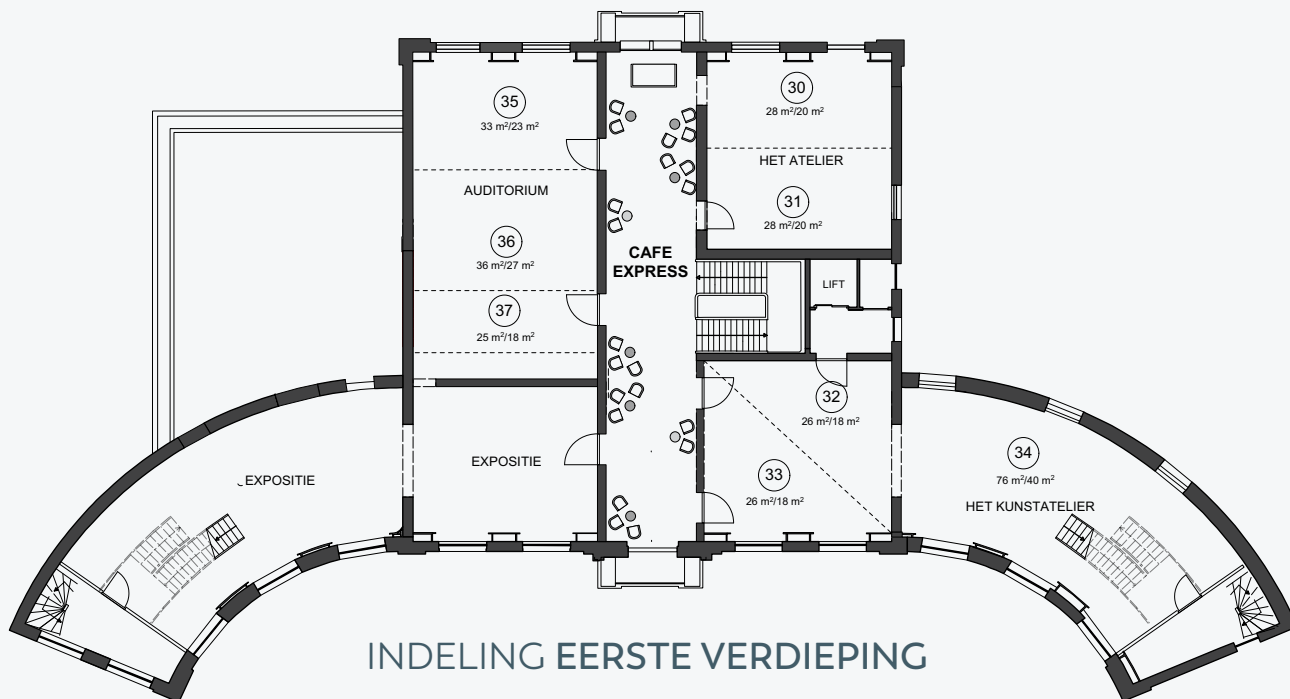 35
33 m²/23 m²
AUDITORIUM
36
36 m²/27 m²
37
25 m²/18 m²
EXPOSITIE
EXPOSITIE
CAFE
EXPRESS
30
28 m²/20 m²
HET ATELIER
31
28 m²/20 m²
LIFT
32
26 m²/18 m²
33
26 m²/18 m²
34
76 m²/40 m²
HET KUNSTATELIER
INDELING EERSTE VERDIEPING